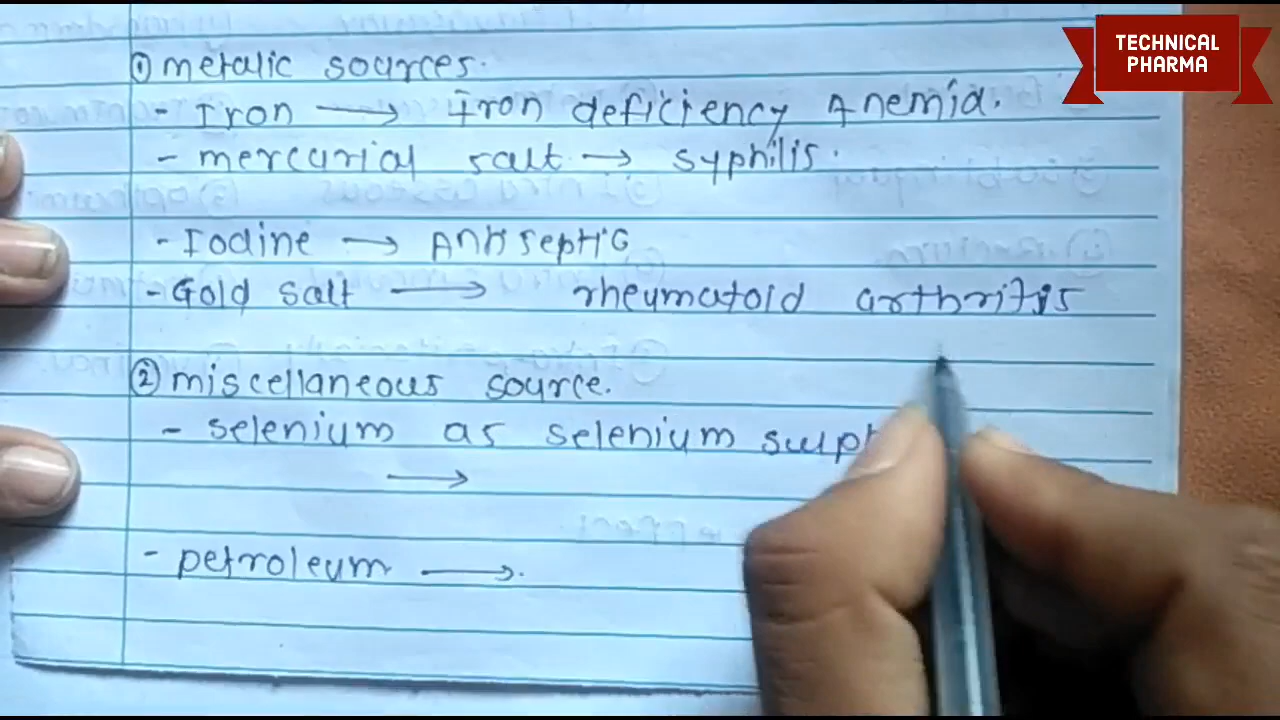 TECHNICAL
PHARMA
① metalic sources.
- Iron → Iron deficiency Anemia.
- mercurial salt → syphilis.
- Iodine → Antiseptic
- Gold salt → rheumatoid arthritis
② miscellaneous source.
- selenium as selenium sulph
→
- petroleum →.